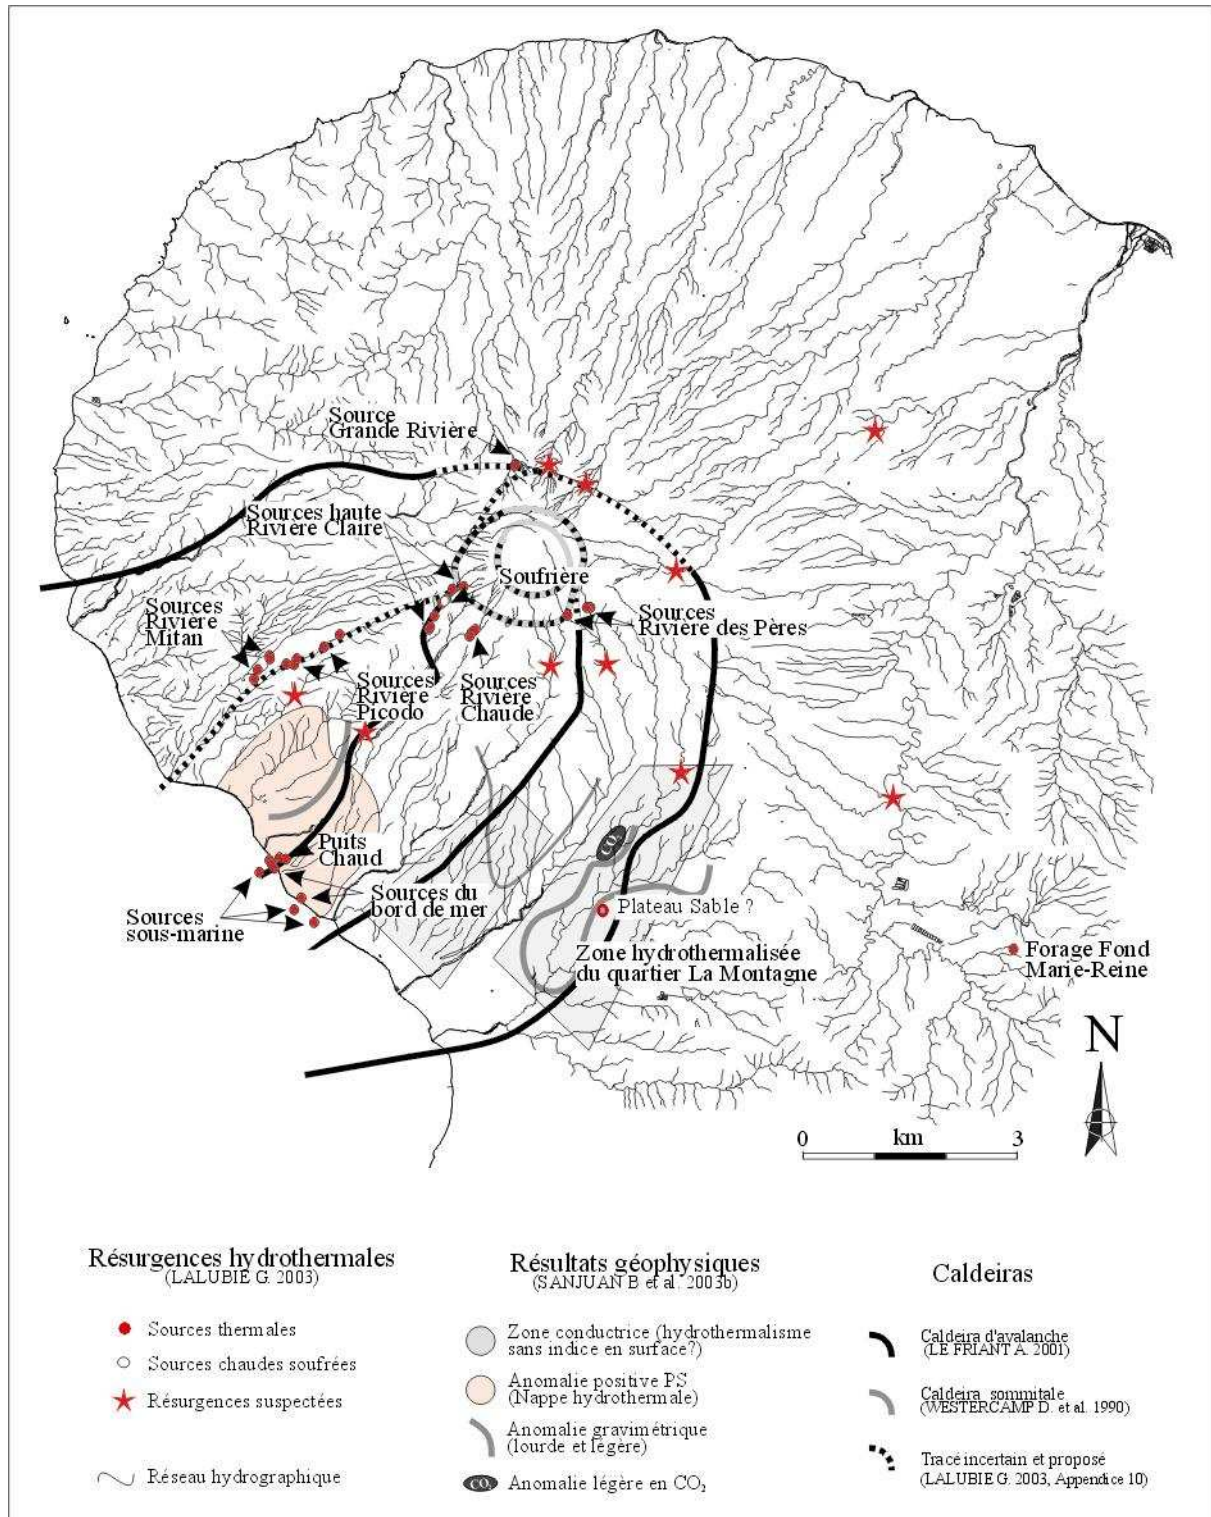 Source
Grande Rivière
Sources haute
Rivière Claire
Soufrière
Sources
Rivière
Mitan
Sources
Rivière des Pères
Sources
Rivière
Picodo
Sources
Rivière
Chaude
CO₂
Puits
Chaud
Sources du
bord de mer
Sources
sous-marine
Plateau Sable ?
Zone hydrothermalisée
du quartier La Montagne
Forage Fond
Marie-Reine
N
0 km 3
Résurgences hydrothermales
(LALUBIE G. 2003)
Sources thermales
Sources chaudes soufrées
Résurgences suspectées
Réseau hydrographique
Résultats géophysiques
(SANJUAN B et al. 2003b)
Zone conductrice (hydrothermalisme
sans indice en surface?)
Anomalie positive PS
(Nappe hydrothermale)
Anomalie gravimétrique
(lourde et légère)
CO₂ Anomalie légère en CO₂
Caldeiras
Caldeira d'avalanche
(LE FRIANT A. 2001)
Caldeira sommitale
(WESTERCAMP D. et al. 1990)
Tracé incertain et proposé
(LALUBIE G. 2003, Appendice 10)